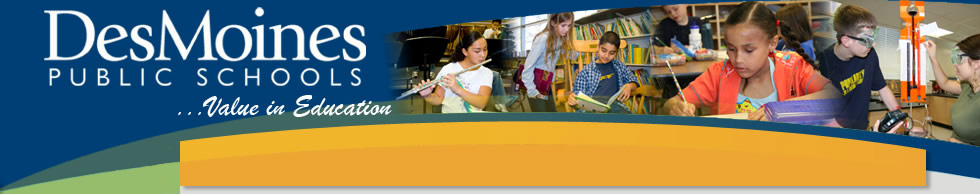 DesMoines
PUBLIC SCHOOLS
...Value in Education